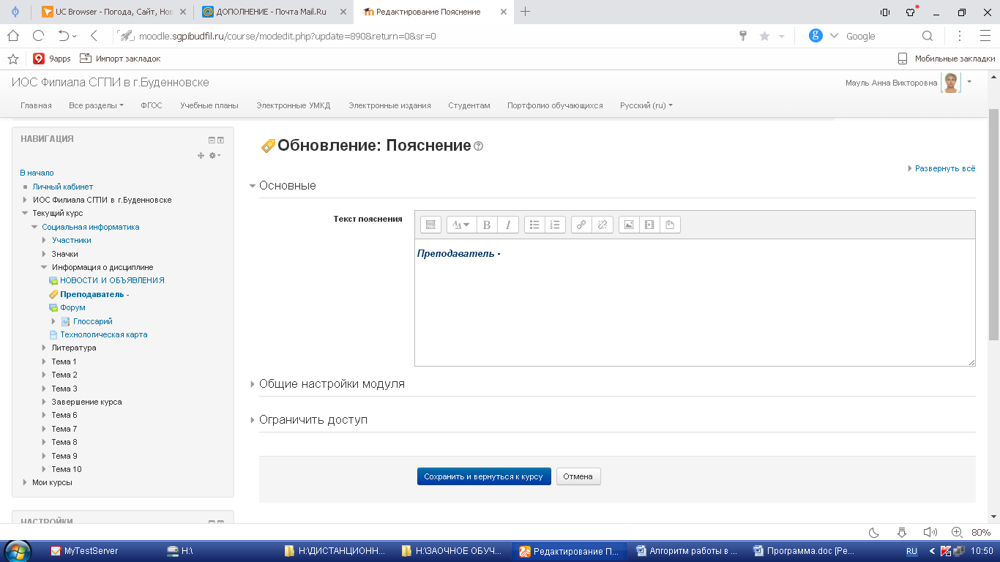 UC Browser - Погода, Сайт, Нов
ДОПОЛНЕНИЕ - Почта Mail.Ru
Редактирование Пояснение
moodle.sgpibudfil.ru/course/modedit.php?update=890&return=0&sr=0
Google
9apps
Импорт закладок
Мобильные закладки
ИОС Филиала СГПИ в г.Буденновске
Мауль Анна Викторовна
Главная
Все разделы
ФГОС
Учебные планы
Электронные УМКД
Электронные издания
Студентам
Портфолио обучающихся
Русский (ru)
НАВИГАЦИЯ
В начало
Личный кабинет
ИОС Филиала СГПИ в г.Буденновске
Текущий курс
Социальная информатика
Участники
Значки
Информация о дисциплине
НОВОСТИ И ОБЪЯВЛЕНИЯ
Преподаватель -
Форум
Глоссарий
Технологическая карта
Литература
Тема 1
Тема 2
Тема 3
Завершение курса
Тема 6
Тема 7
Тема 8
Тема 9
Тема 10
Мои курсы
НАСТРОЙКИ
Обновление: Пояснение
Развернуть всё
Основные
Текст пояснения
Преподаватель -
Общие настройки модуля
Ограничить доступ
Сохранить и вернуться к курсу
Отмена
80%
MyTestServer
H:\
H:\ДИСТАНЦИОНН...
H:\ЗАОЧНОЕ ОБУЧ...
Редактирование П...
Алгоритм работы в ...
Программа.doc [Ре...
RU
10:50